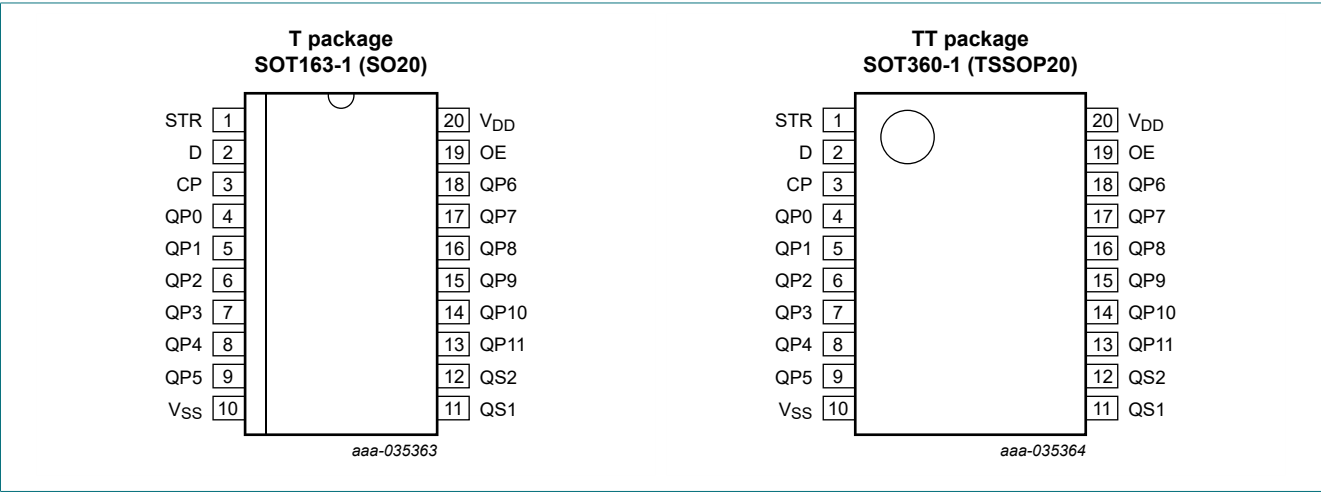 T package
SOT163-1 (SO20)
STR 1
D 2
CP 3
QP0 4
QP1 5
QP2 6
QP3 7
QP4 8
QP5 9
VSS 10
20 VDD
19 OE
18 QP6
17 QP7
16 QP8
15 QP9
14 QP10
13 QP11
12 QS2
11 QS1
aaa-035363
TT package
SOT360-1 (TSSOP20)
STR 1
D 2
CP 3
QP0 4
QP1 5
QP2 6
QP3 7
QP4 8
QP5 9
VSS 10
20 VDD
19 OE
18 QP6
17 QP7
16 QP8
15 QP9
14 QP10
13 QP11
12 QS2
11 QS1
aaa-035364